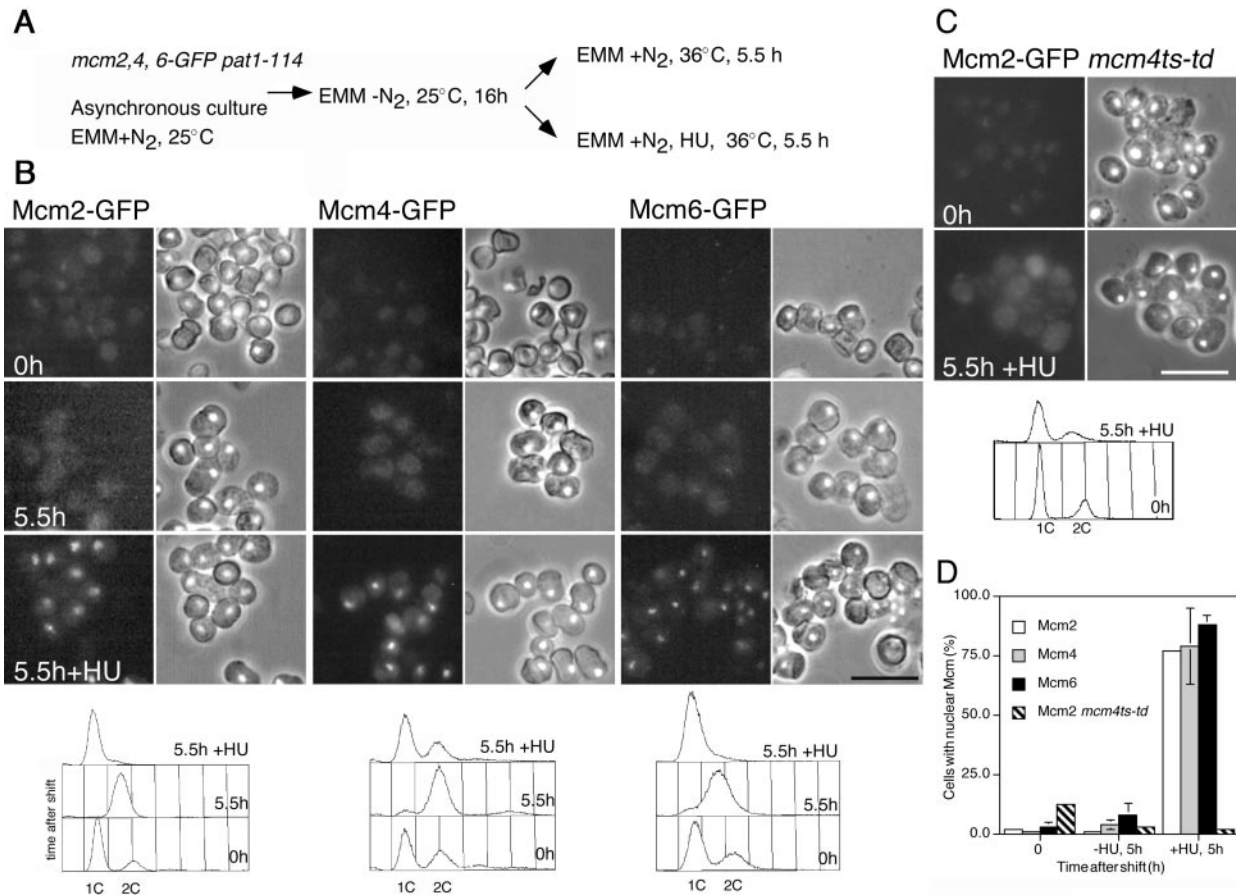 A
mcm2,4, 6-GFP pat1-114
Asynchronous culture
EMM+N2, 25°C
EMM -N2, 25°C, 16h
EMM +N2, 36°C, 5.5 h
EMM +N2, HU, 36°C, 5.5 h
B
Mcm2-GFP
Mcm4-GFP
Mcm6-GFP
0h
5.5h
5.5h+HU
time after shift
5.5h +HU
5.5h
0h
1C 2C
5.5h +HU
5.5h
0h
1C 2C
5.5h +HU
5.5h
0h
1C 2C
C
Mcm2-GFP mcm4ts-td
0h
5.5h +HU
5.5h +HU
0h
1C 2C
D
Cells with nuclear Mcm (%)
100.0
75.0
50.0
25.0
0.0
Mcm2
Mcm4
Mcm6
Mcm2 mcm4ts-td
0 -HU, 5h +HU, 5h
Time after shift (h)